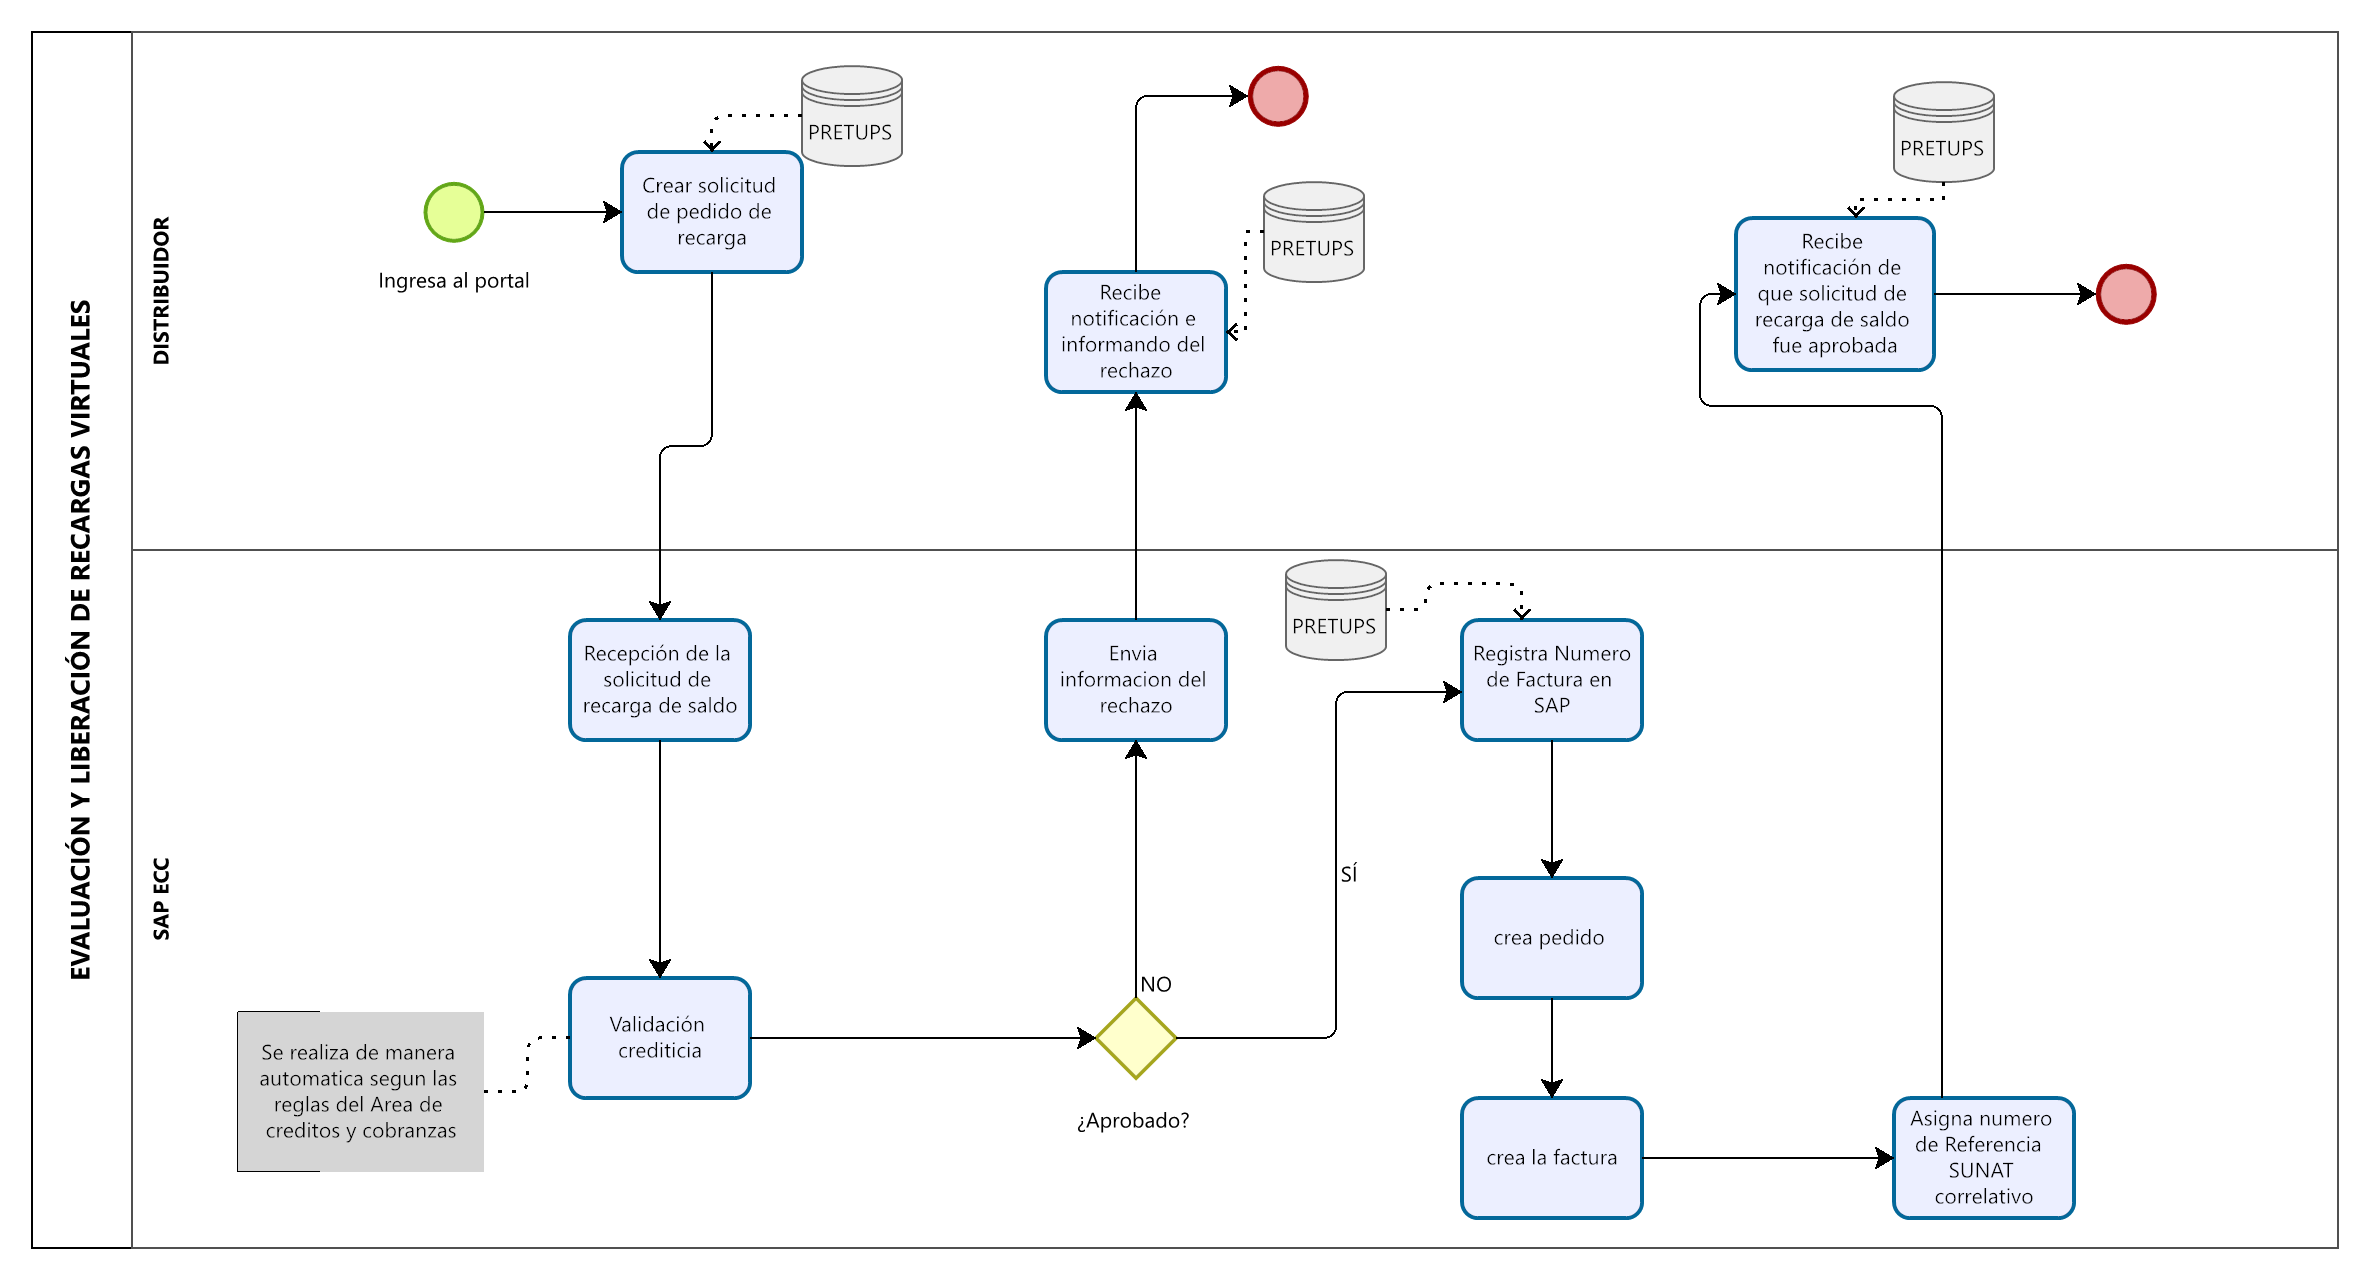 EVALUACIÓN Y LIBERACIÓN DE RECARGAS VIRTUALES
DISTRIBUIDOR
Ingresa al portal
Crear solicitud
de pedido de
recarga
PRETUPS
Recibe
notificación e
informando del
rechazo
PRETUPS
Recibe
notificación de
que solicitud de
recarga de saldo
fue aprobada
PRETUPS
SAP ECC
Recepción de la
solicitud de
recarga de saldo
Validación
crediticia
Se realiza de manera
automatica segun las
reglas del Area de
creditos y cobranzas
¿Aprobado?
NO
Envia
informacion del
rechazo
SÍ
PRETUPS
Registra Numero
de Factura en
SAP
crea pedido
crea la factura
Asigna numero
de Referencia
SUNAT
correlativo